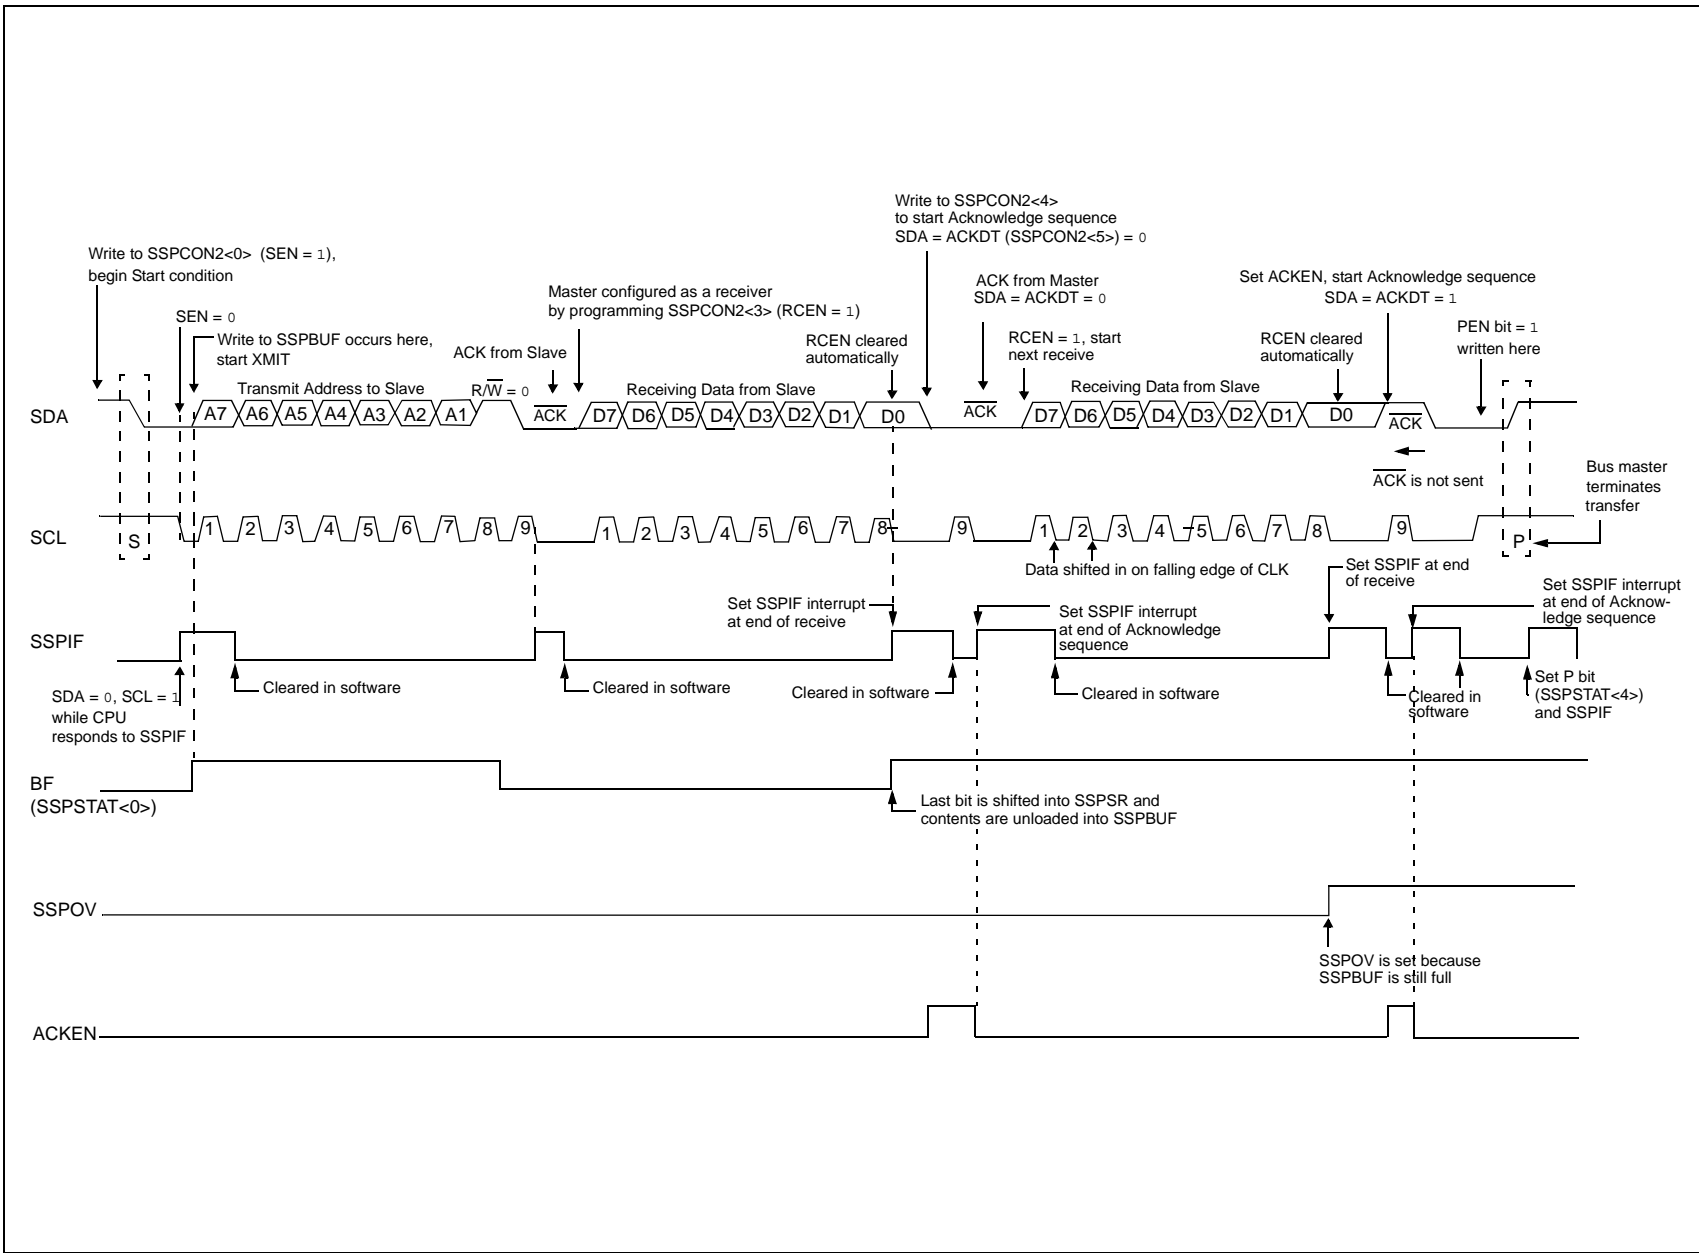 Write to SSPCON2<4>
to start Acknowledge sequence
SDA = ACKDT (SSPCON2<5>) = 0
Write to SSPCON2<0> (SEN = 1),
begin Start condition
ACK from Master
SDA = ACKDT = 0
Set ACKEN, start Acknowledge sequence
SDA = ACKDT = 1
Master configured as a receiver
by programming SSPCON2<3> (RCEN = 1)
SEN = 0
Write to SSPBUF occurs here,
start XMIT
ACK from Slave
RCEN cleared
automatically
RCEN = 1, start
next receive
RCEN cleared
automatically
PEN bit = 1
written here
Transmit Address to Slave
R/W = 0
Receiving Data from Slave
Receiving Data from Slave
SDA
A7 A6 A5 A4 A3 A2 A1 ACK D7 D6 D5 D4 D3 D2 D1 D0 ACK D7 D6 D5 D4 D3 D2 D1 D0 ACK
ACK is not sent
Bus master
terminates
transfer
SCL
S 1 2 3 4 5 6 7 8 9 1 2 3 4 5 6 7 8 9 1 2 3 4 5 6 7 8 9 P
Data shifted in on falling edge of CLK
Set SSPIF at end
of receive
Set SSPIF interrupt
at end of Acknow-
ledge sequence
Set SSPIF interrupt
at end of receive
Set SSPIF interrupt
at end of Acknowledge
sequence
SSPIF
Cleared in software
Cleared in software
Cleared in software
Cleared in software
Cleared in
software
Set P bit
(SSPSTAT<4>)
and SSPIF
SDA = 0, SCL = 1
while CPU
responds to SSPIF
BF
(SSPSTAT<0>)
Last bit is shifted into SSPSR and
contents are unloaded into SSPBUF
SSPOV
SSPOV is set because
SSPBUF is still full
ACKEN